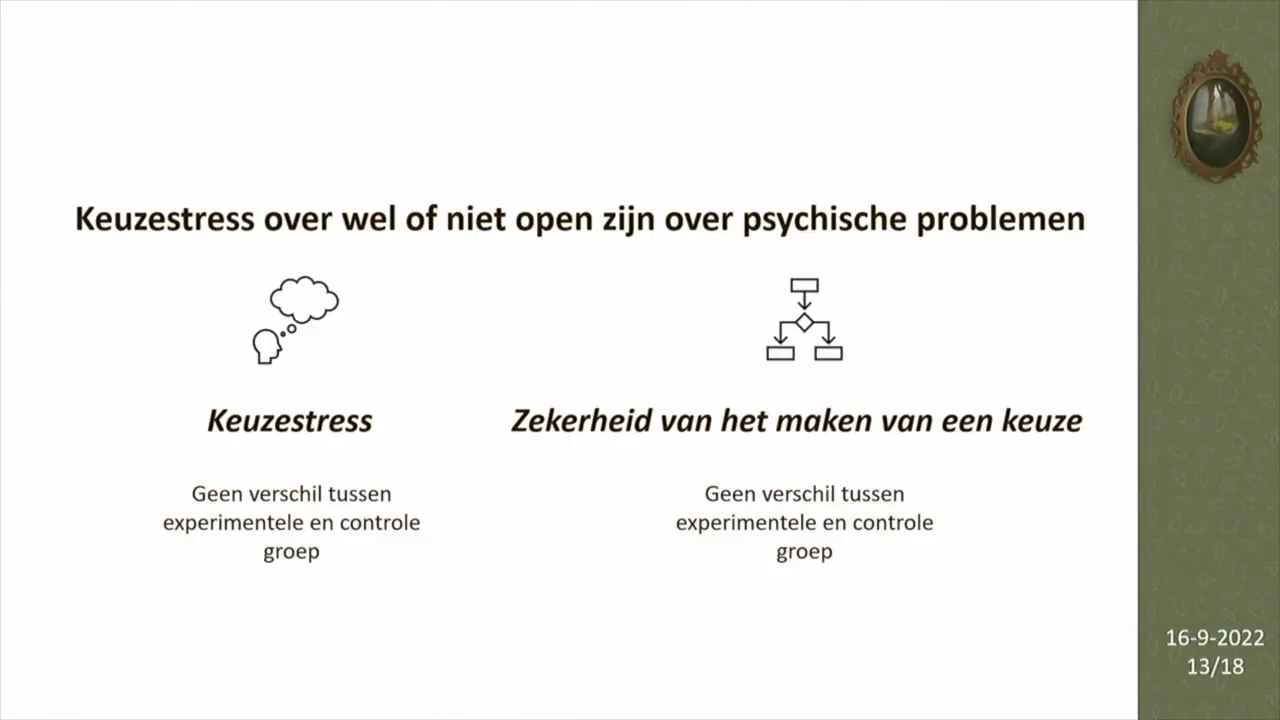 Keuzestress over wel of niet open zijn over psychische problemen
Keuzestress
Geen verschil tussen
experimentele en controle
groep
Zekerheid van het maken van een keuze
Geen verschil tussen
experimentele en controle
groep
16-9-2022
13/18